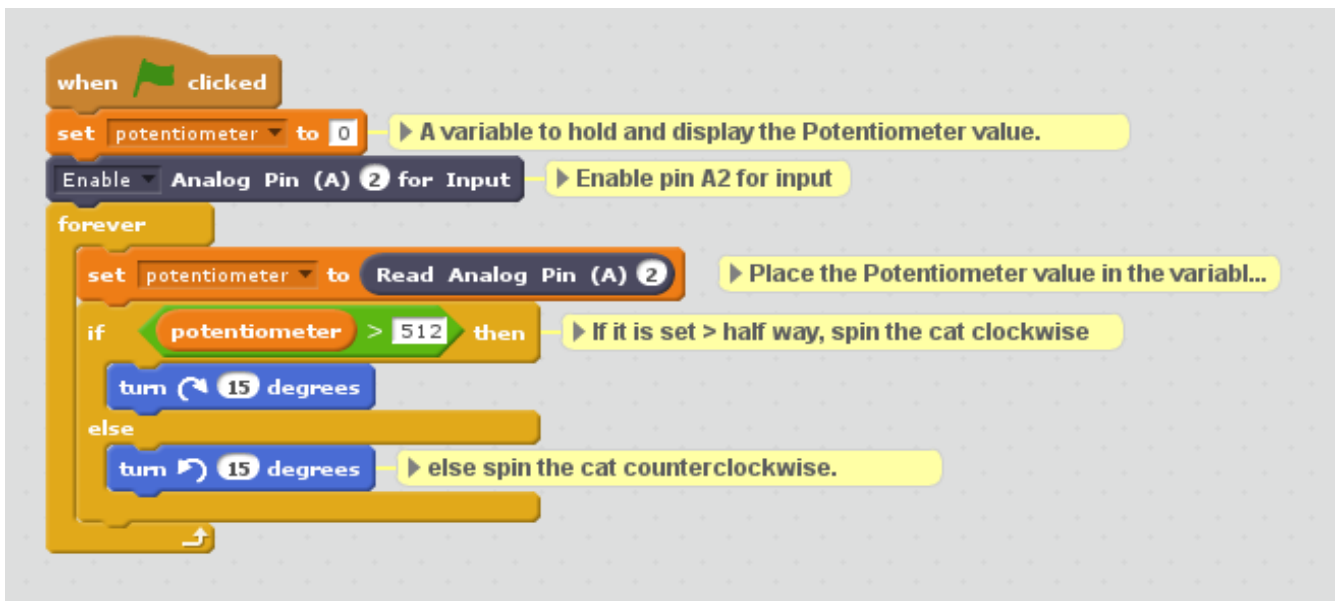 when clicked
set potentiometer to 0 A variable to hold and display the Potentiometer value.
Enable Analog Pin (A) 2 for Input Enable pin A2 for input
forever
set potentiometer to Read Analog Pin (A) 2 Place the Potentiometer value in the variabl...
if potentiometer > 512 then If it is set > half way, spin the cat clockwise
turn 15 degrees
else
turn 15 degrees else spin the cat counterclockwise.